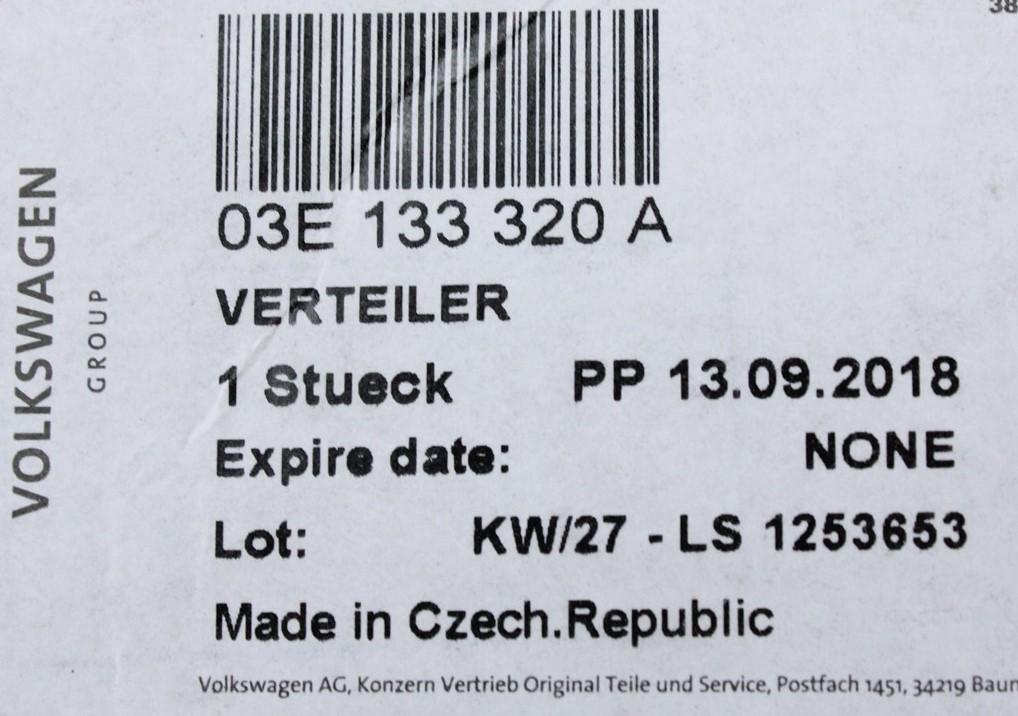 38
VOLKSWAGEN
GROUP
03E 133 320 A
VERTEILER
1 Stueck PP 13.09.2018
Expire date: NONE
Lot: KW/27 - LS 1253653
Made in Czech.Republic
Volkswagen AG, Konzern Vertrieb Original Teile und Service, Postfach 1451, 34219 Baun